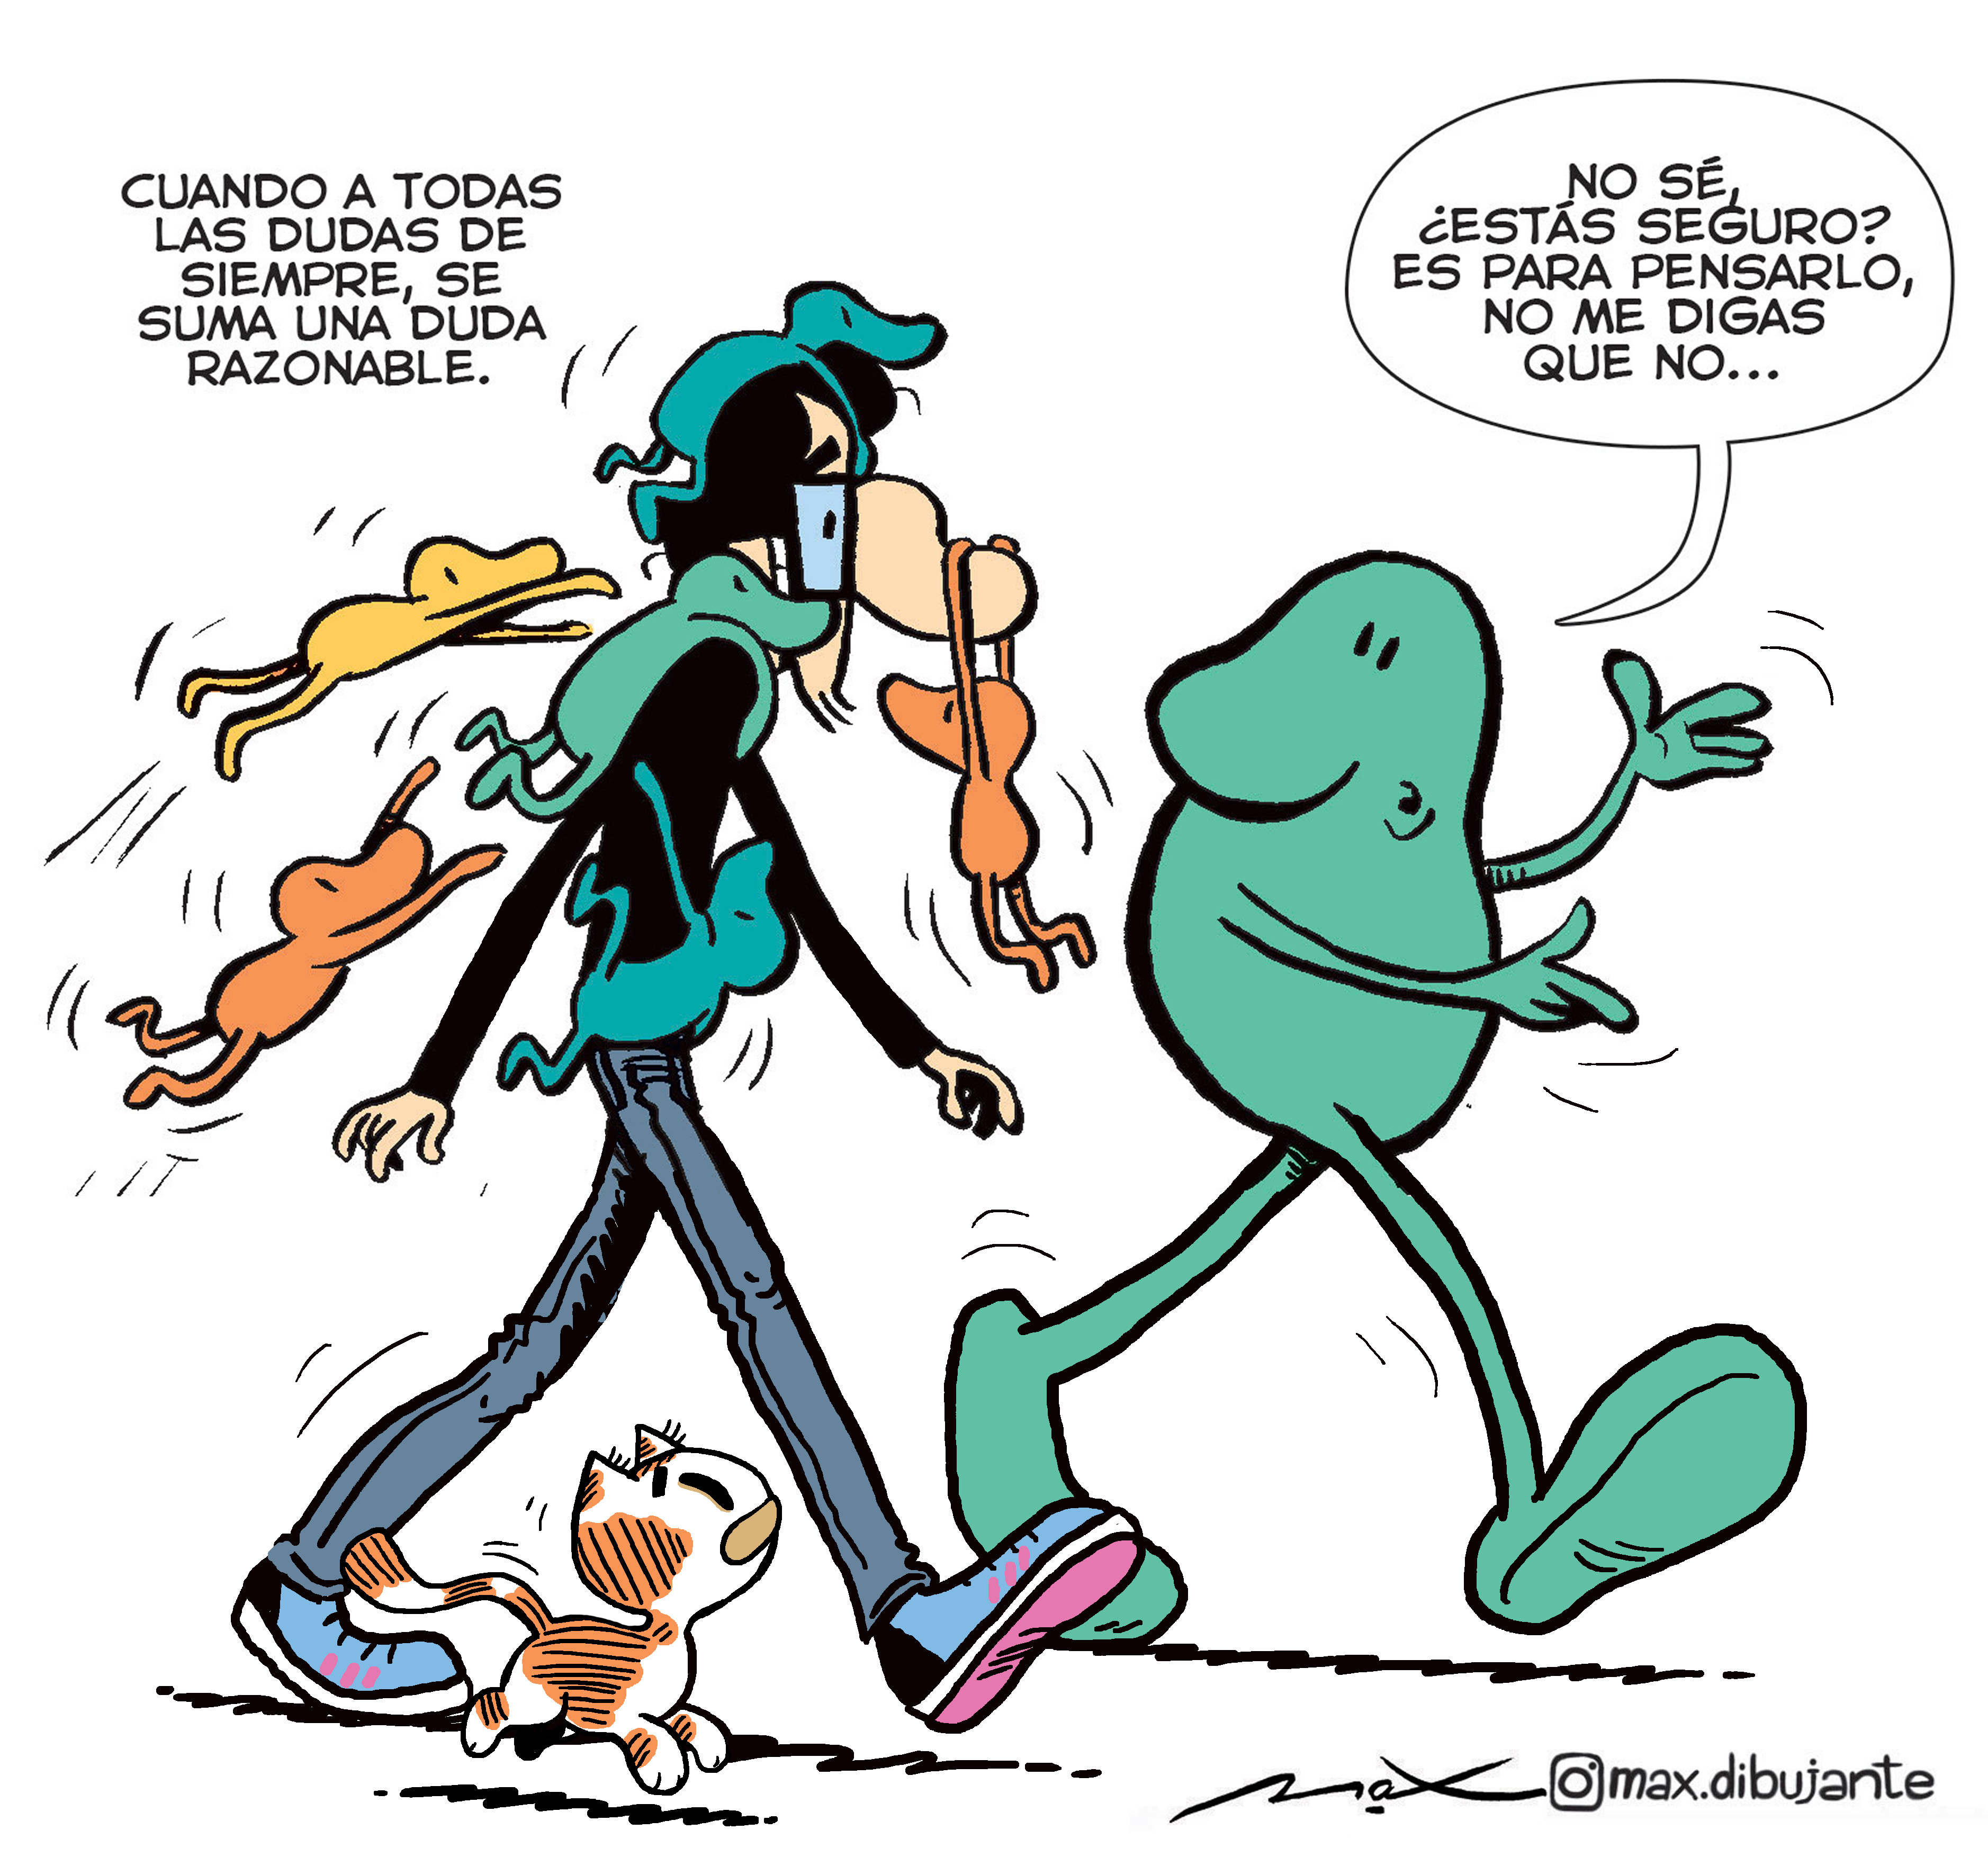 CUANDO A TODAS
LAS DUDAS DE
SIEMPRE, SE
SUMA UNA DUDA
RAZONABLE.
NO SÉ,
¿ESTÁS SEGURO?
ES PARA PENSARLO,
NO ME DIGAS
QUE NO...
MAX
max.dibujante